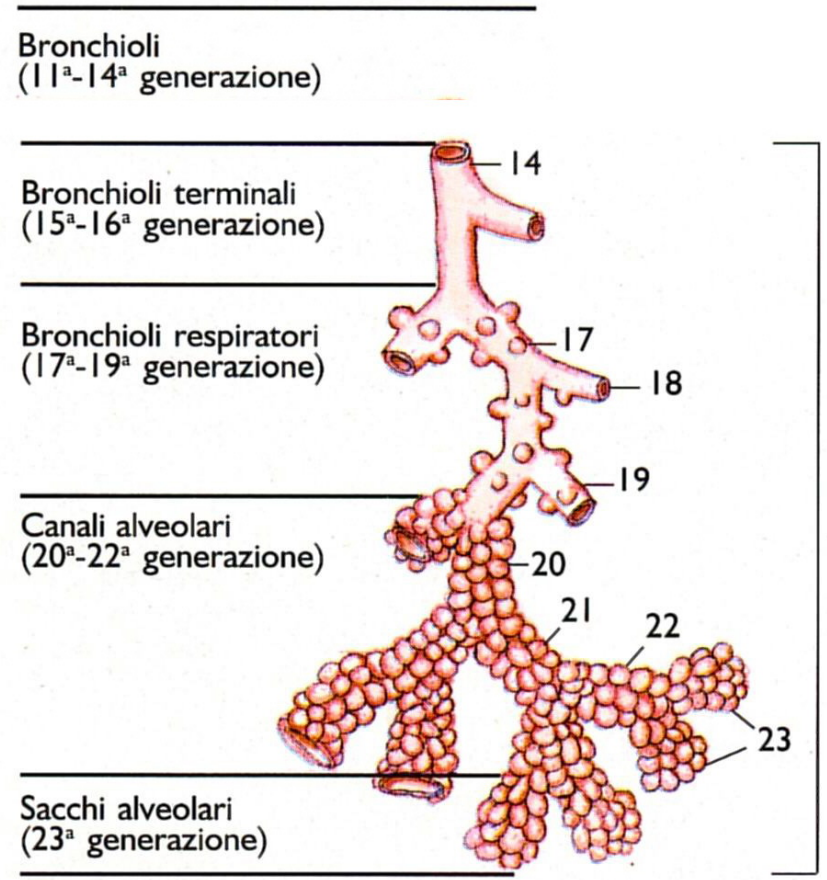 Bronchioli
(11ª-14ª generazione)
14
Bronchioli terminali
(15ª-16ª generazione)
Bronchioli respiratori
(17ª-19ª generazione)
17
18
19
Canali alveolari
(20ª-22ª generazione)
20
21
22
23
Sacchi alveolari
(23ª generazione)